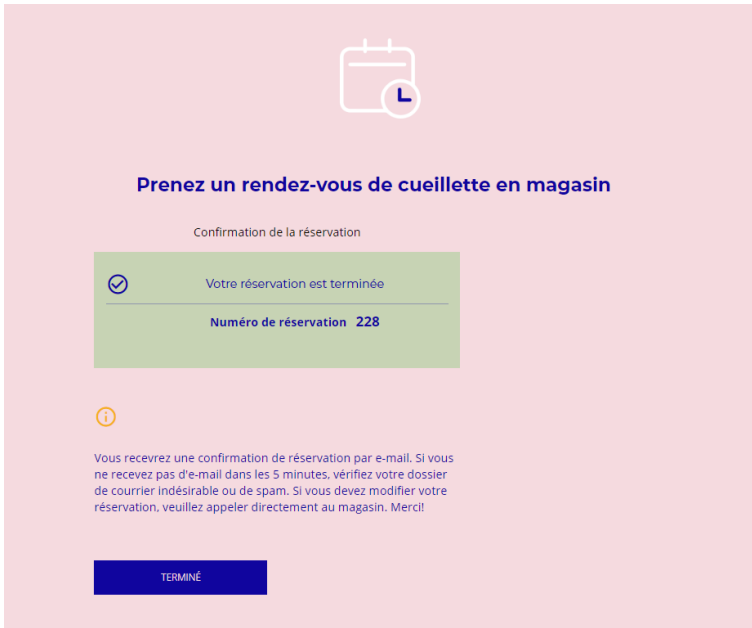 Prenez un rendez-vous de cueillette en magasin
Confirmation de la réservation
Votre réservation est terminée
Numéro de réservation 228
Vous recevrez une confirmation de réservation par e-mail. Si vous
ne recevez pas d'e-mail dans les 5 minutes, vérifiez votre dossier
de courrier indésirable ou de spam. Si vous devez modifier votre
réservation, veuillez appeler directement au magasin. Merci!
TERMINÉ